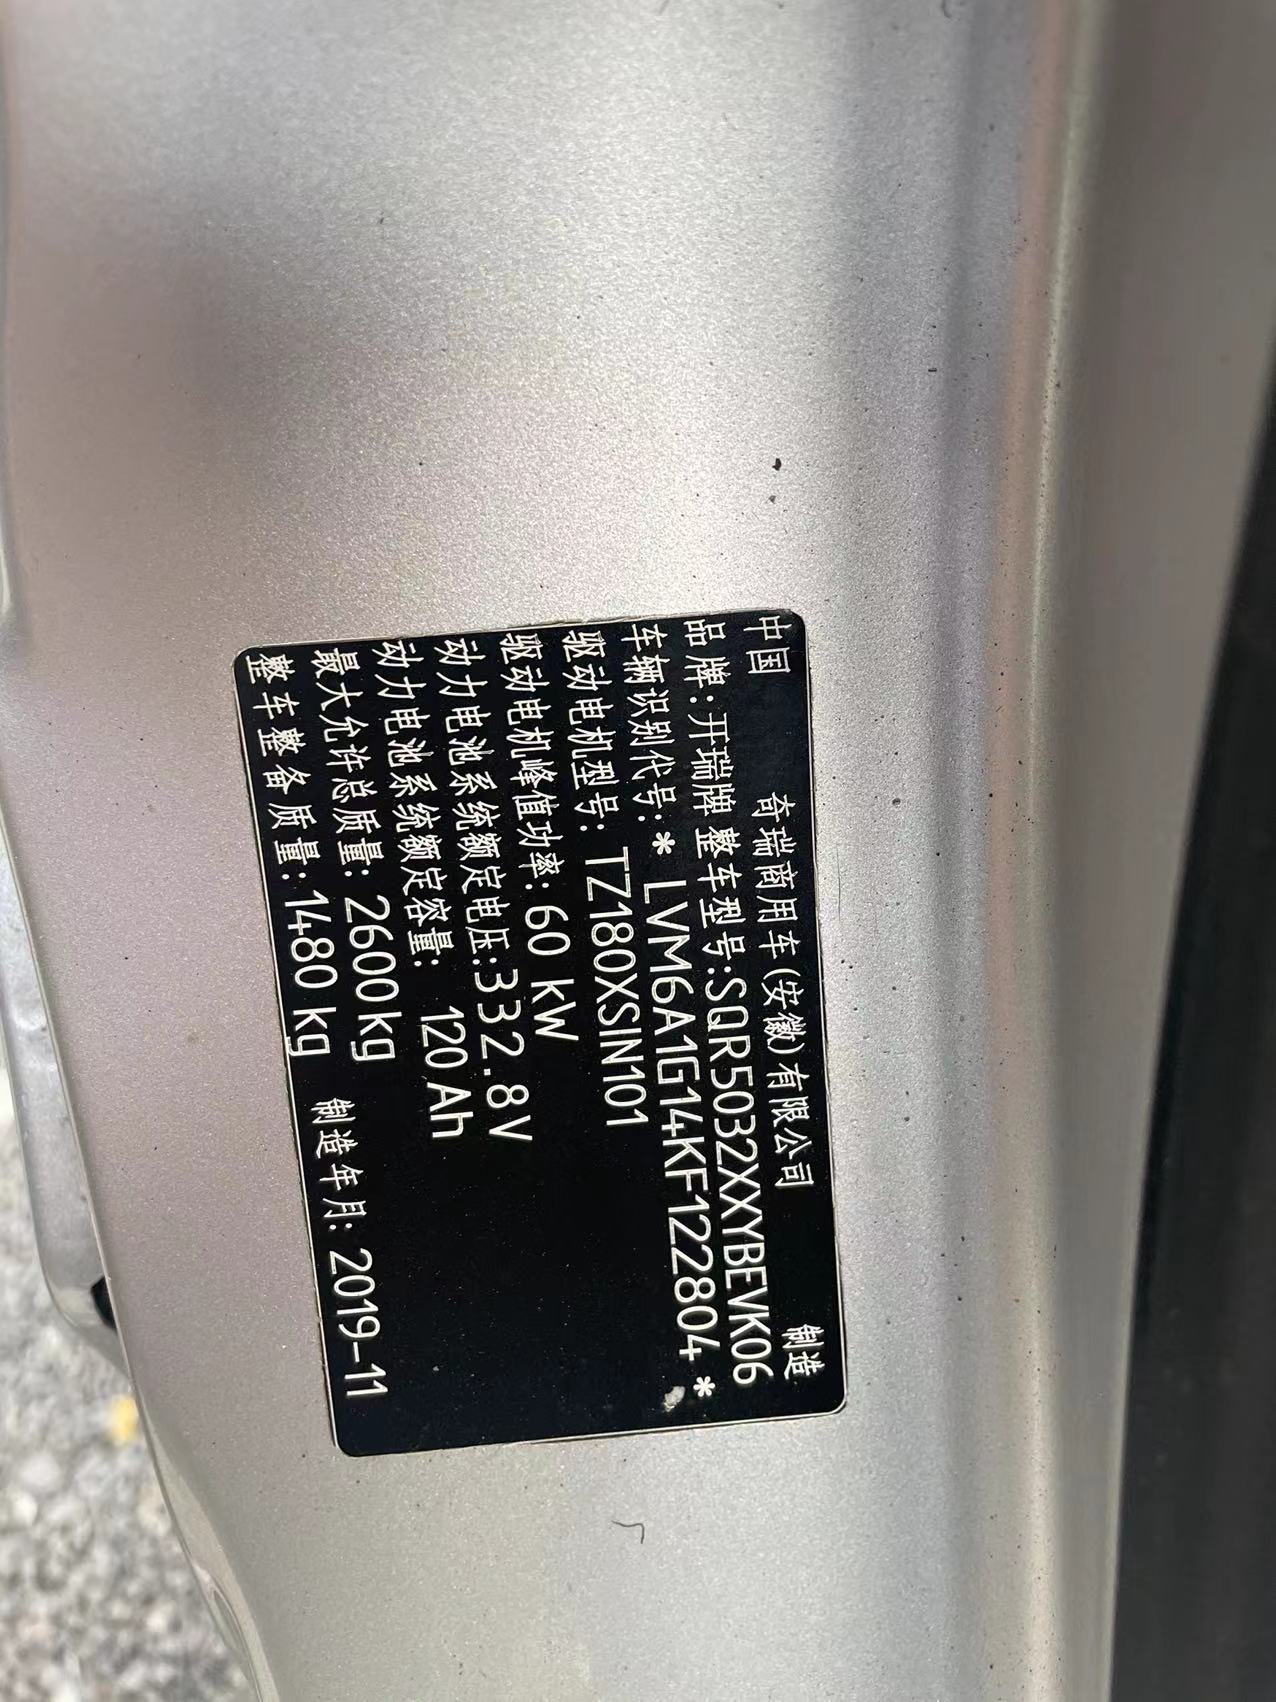 中国 奇瑞商用车(安徽)有限公司 制造
品牌:开瑞牌 整车型号:SQR5032XXYBEVK06
车辆识别代号:* LVM6A1G14KF122804 *
驱动电机型号: TZ180XSIN101
驱动电机峰值功率: 60 kW
动力电池系统额定电压:332.8V
动力电池系统额定容量: 120 Ah
最大允许总质量: 2600kg
整车整备质量: 1480 kg 制造年月: 2019-11